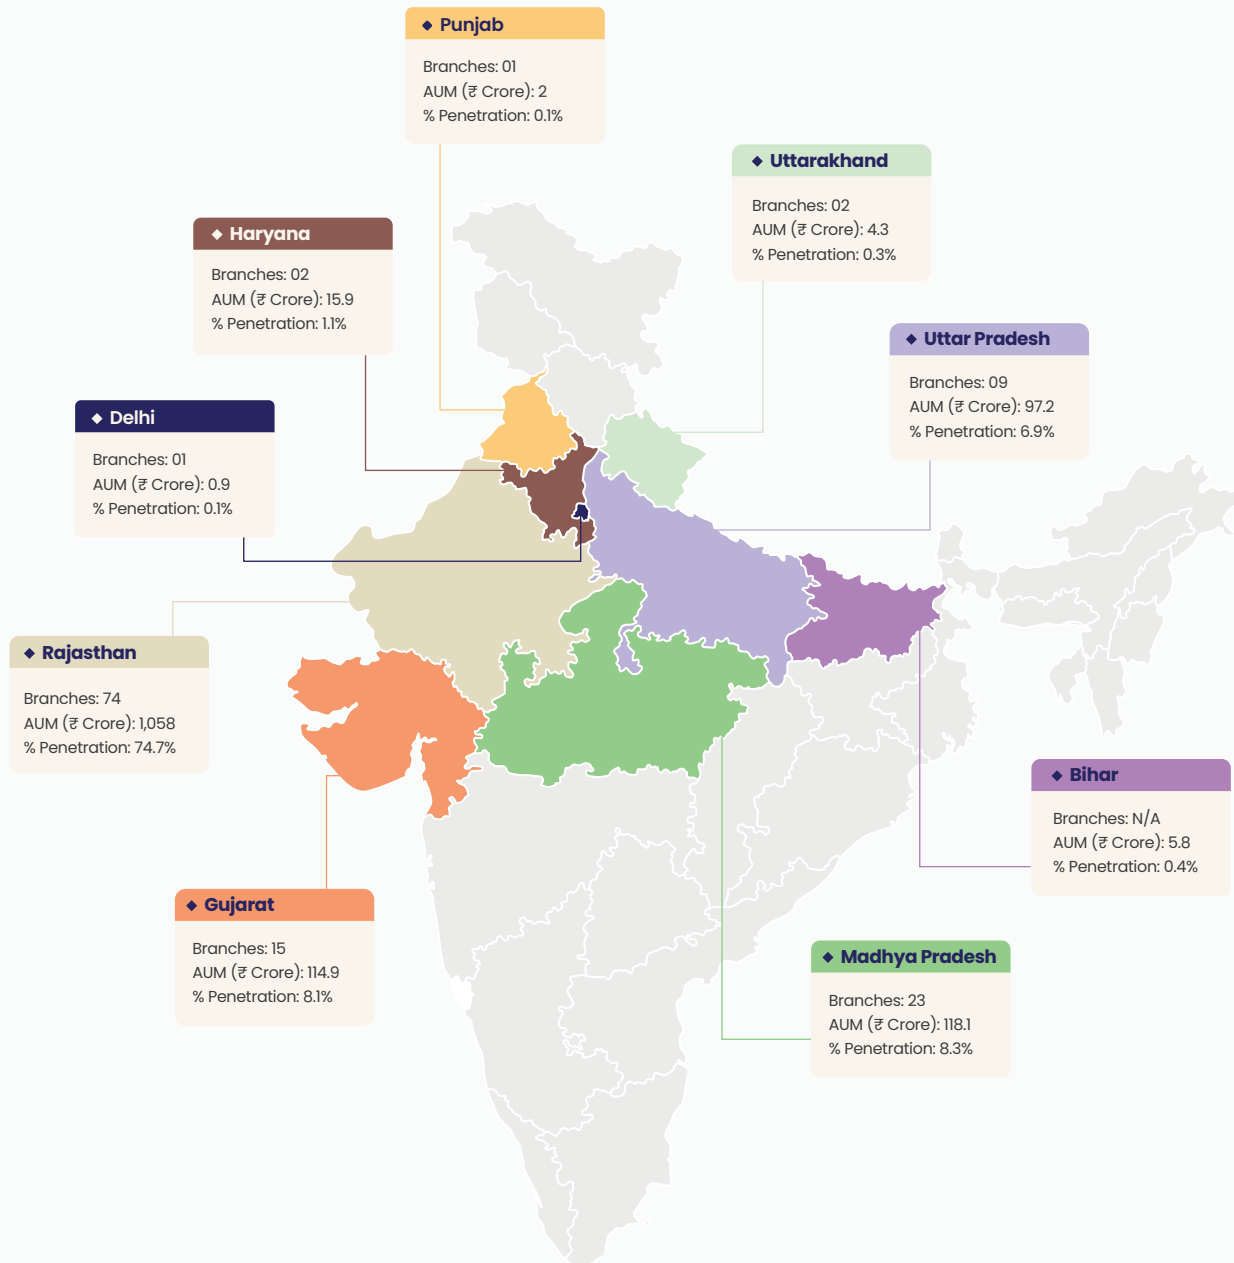 Punjab
Branches: 01
AUM (₹ Crore): 2
% Penetration: 0.1%
Uttarakhand
Branches: 02
AUM (₹ Crore): 4.3
% Penetration: 0.3%
Haryana
Branches: 02
AUM (₹ Crore): 15.9
% Penetration: 1.1%
Uttar Pradesh
Branches: 09
AUM (₹ Crore): 97.2
% Penetration: 6.9%
Delhi
Branches: 01
AUM (₹ Crore): 0.9
% Penetration: 0.1%
Rajasthan
Branches: 74
AUM (₹ Crore): 1,058
% Penetration: 74.7%
Bihar
Branches: N/A
AUM (₹ Crore): 5.8
% Penetration: 0.4%
Gujarat
Branches: 15
AUM (₹ Crore): 114.9
% Penetration: 8.1%
Madhya Pradesh
Branches: 23
AUM (₹ Crore): 118.1
% Penetration: 8.3%